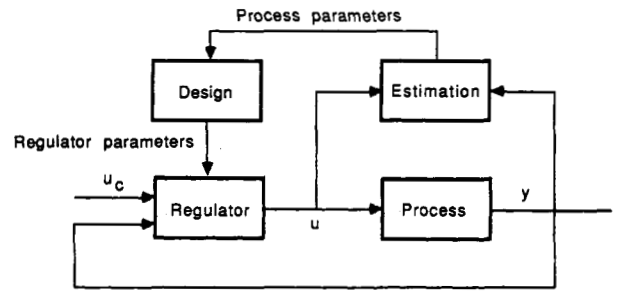 Process parameters
Design
Estimation
Regulator parameters
u c
Regulator
u
Process
y